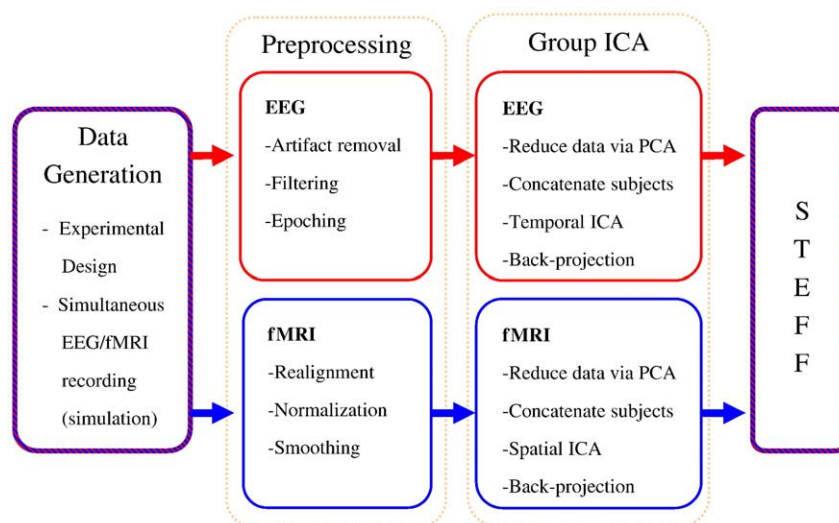 Data
Generation
- Experimental
Design
- Simultaneous
EEG/fMRI
recording
(simulation)
Preprocessing
EEG
-Artifact removal
-Filtering
-Epoching
fMRI
-Realignment
-Normalization
-Smoothing
Group ICA
EEG
-Reduce data via PCA
-Concatenate subjects
-Temporal ICA
-Back-projection
fMRI
-Reduce data via PCA
-Concatenate subjects
-Spatial ICA
-Back-projection
S
T
E
F
F